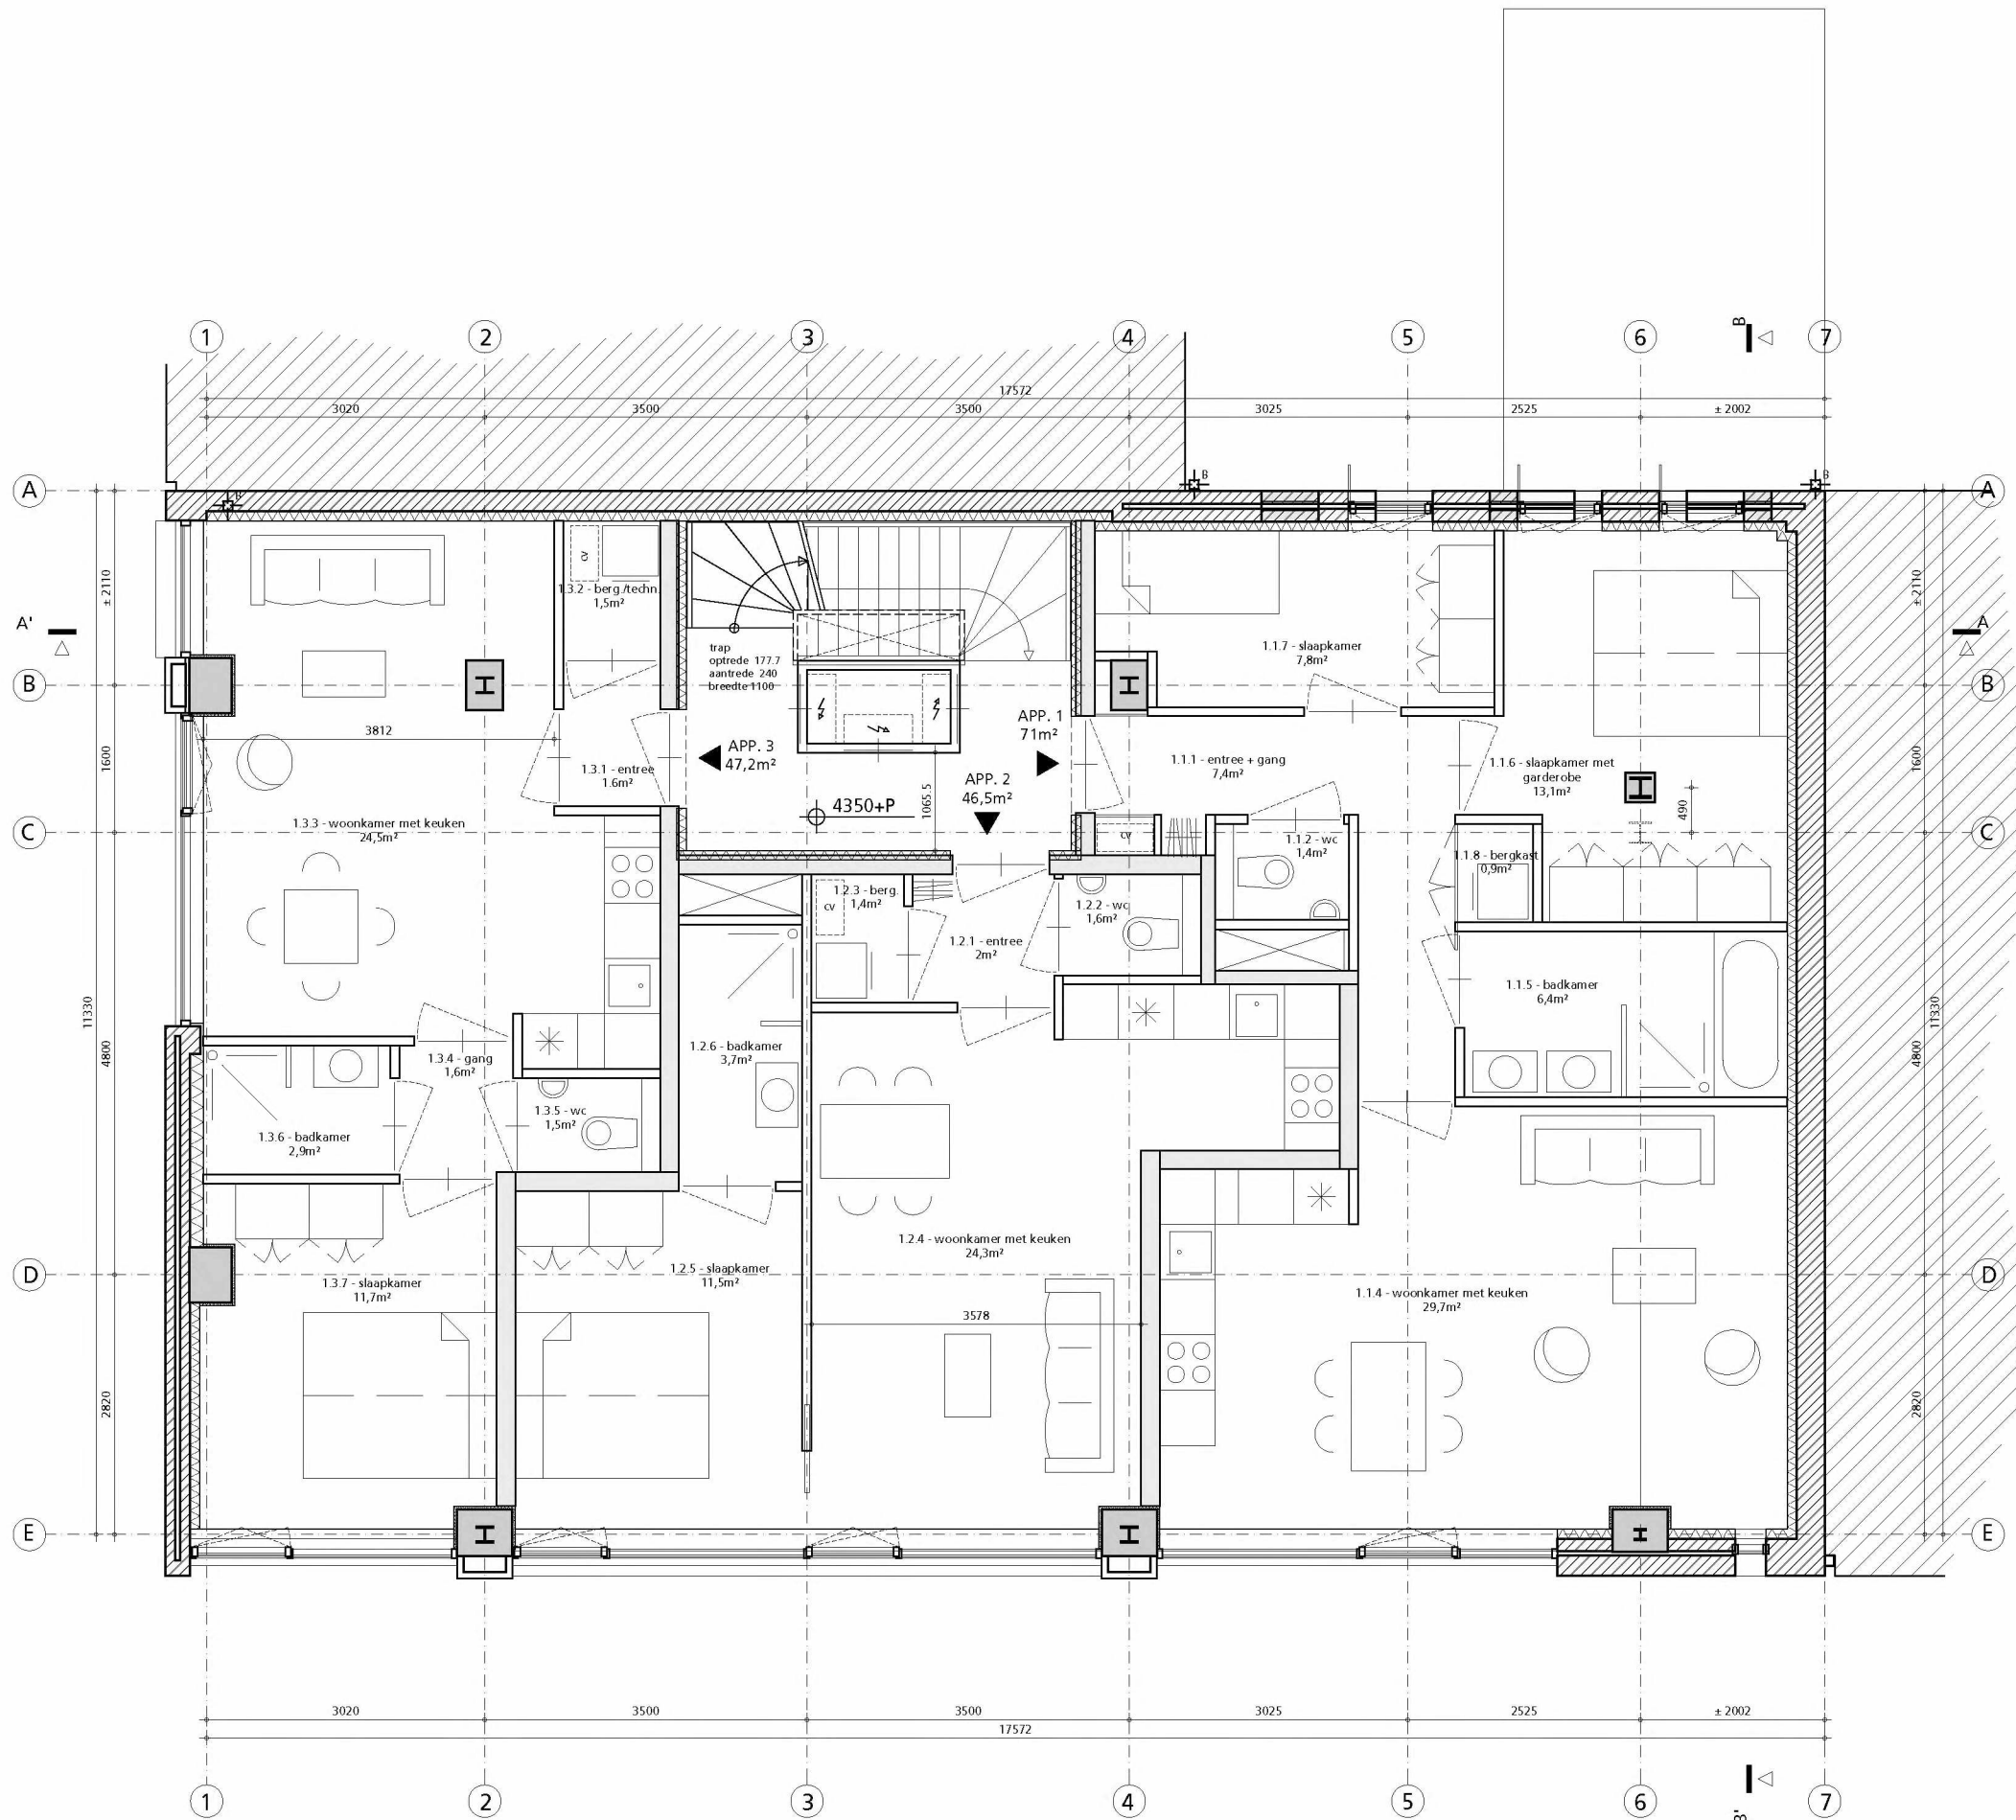 B
1
2
3
4
5
6
7
17572
3020
3500
3500
3025
2525
± 2002
A
B
B
A
± 2110
± 2110
CV
1.3.2 - berg./techn.
1,5m²
A'
A
trap
optrede 177.7
aantrede 240
breedte 1100
1.1.7 - slaapkamer
7,8m²
B
B
3812
APP. 3
47,2m²
APP. 1
71m²
1600
1600
1.3.1 - entree
1.6m²
1.1.1 - entree + gang
7,4m²
1.1.6 - slaapkamer met
garderobe
13,1m²
APP. 2
46,5m²
4350+P
1065.5
490
C
C
1.3.3 - woonkamer met keuken
24,5m²
CV
1.1.2 - wc
1,4m²
1.1.8 - bergkast
0,9m²
1.2.3 - berg.
1,4m²
CV
1.2.2 - wc
1,6m²
1.2.1 - entree
2m²
1.1.5 - badkamer
6,4m²
11330
11330
4800
4800
1.2.6 - badkamer
3,7m²
1.3.4 - gang
1,6m²
1.3.5 - wc
1,5m²
1.3.6 - badkamer
2,9m²
1.2.4 - woonkamer met keuken
24,3m²
D
D
1.3.7 - slaapkamer
11,7m²
1.2.5 - slaapkamer
11,5m²
1.1.4 - woonkamer met keuken
29,7m²
3578
2820
2820
E
E
3020
3500
3500
3025
2525
± 2002
17572
1
2
3
4
5
6
7
B'